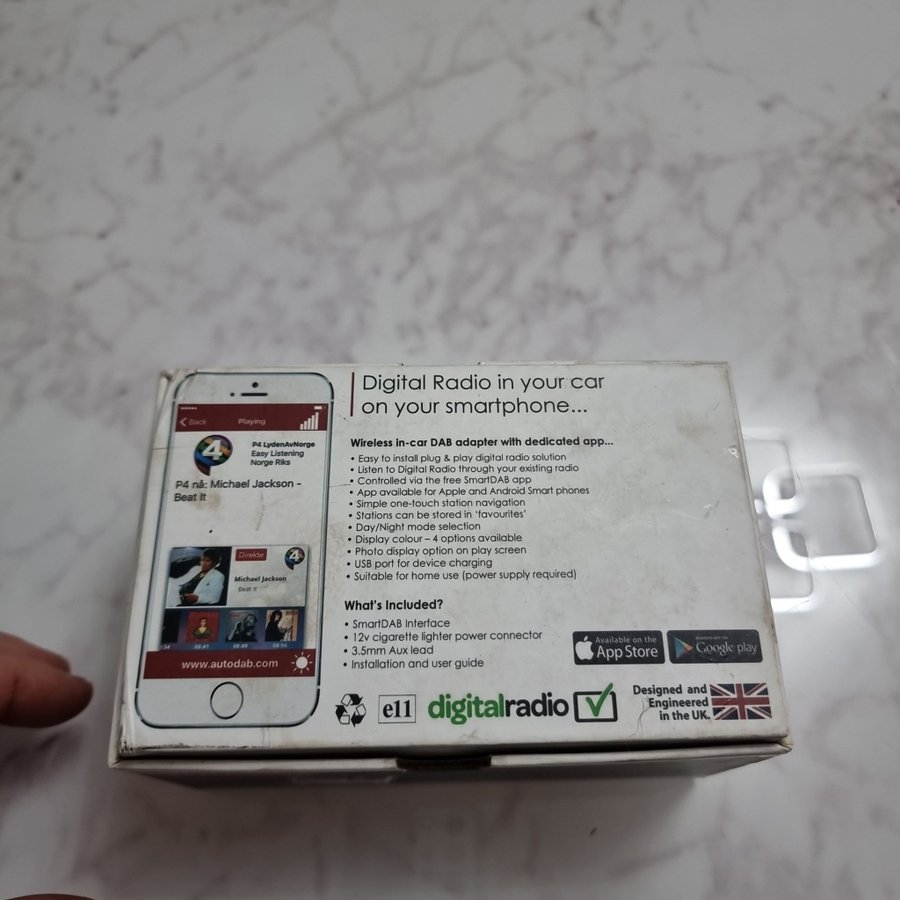 Digital Radio in your car
on your smartphone...
Back
Playing
4
P4 LydenAvNorge
Easy Listening
Norge Riks
P4 nå: Michael Jackson -
Beat It
Direkte
4
Michael Jackson
Beat it
08:41
08:49
www.autodab.com
Wireless in-car DAB adapter with dedicated app...
• Easy to install plug & play digital radio solution
• Listen to Digital Radio through your existing radio
• Controlled via the free SmartDAB app
• App available for Apple and Android Smart phones
• Simple one-touch station navigation
• Stations can be stored in ‘favourites’
• Day/Night mode selection
• Display colour – 4 options available
• Photo display option on play screen
• USB port for device charging
• Suitable for home use (power supply required)
What's Included?
• SmartDAB Interface
• 12v cigarette lighter power connector
• 3.5mm Aux lead
• Installation and user guide
Available on the
App Store
Google play
e11
digitalradio
Designed and
Engineered
in the UK.